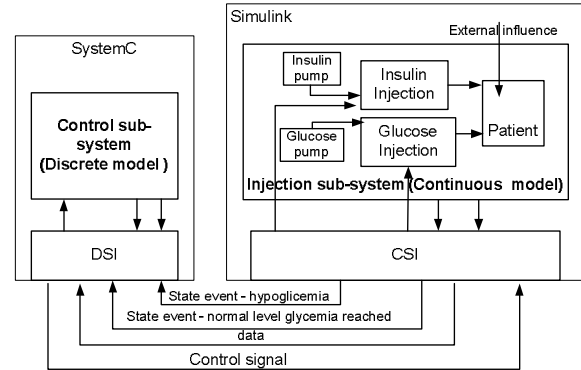 Simulink
SystemC
External influence
Insulin
pump
Insulin
Injection
Control sub-
system
(Discrete model )
Patient
Glucose
pump
Glucose
Injection
Injection sub-system (Continuous model)
DSI
CSI
State event - hypoglicemia
State event - normal level glycemia reached
data
Control signal